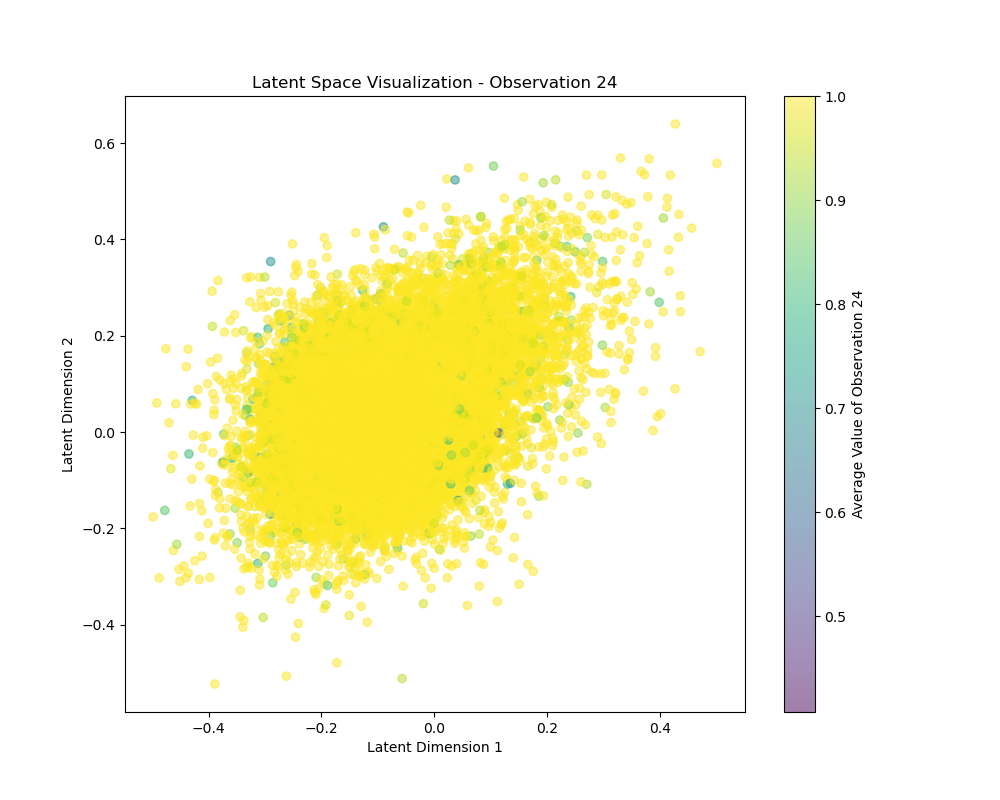 Latent Space Visualization - Observation 24
1.0
0.6
0.9
0.4
0.8
0.2
0.7
0.0
0.6
−0.2
0.5
−0.4
Latent Dimension 2
Average Value of Observation 24
−0.4 −0.2 0.0 0.2 0.4
Latent Dimension 1